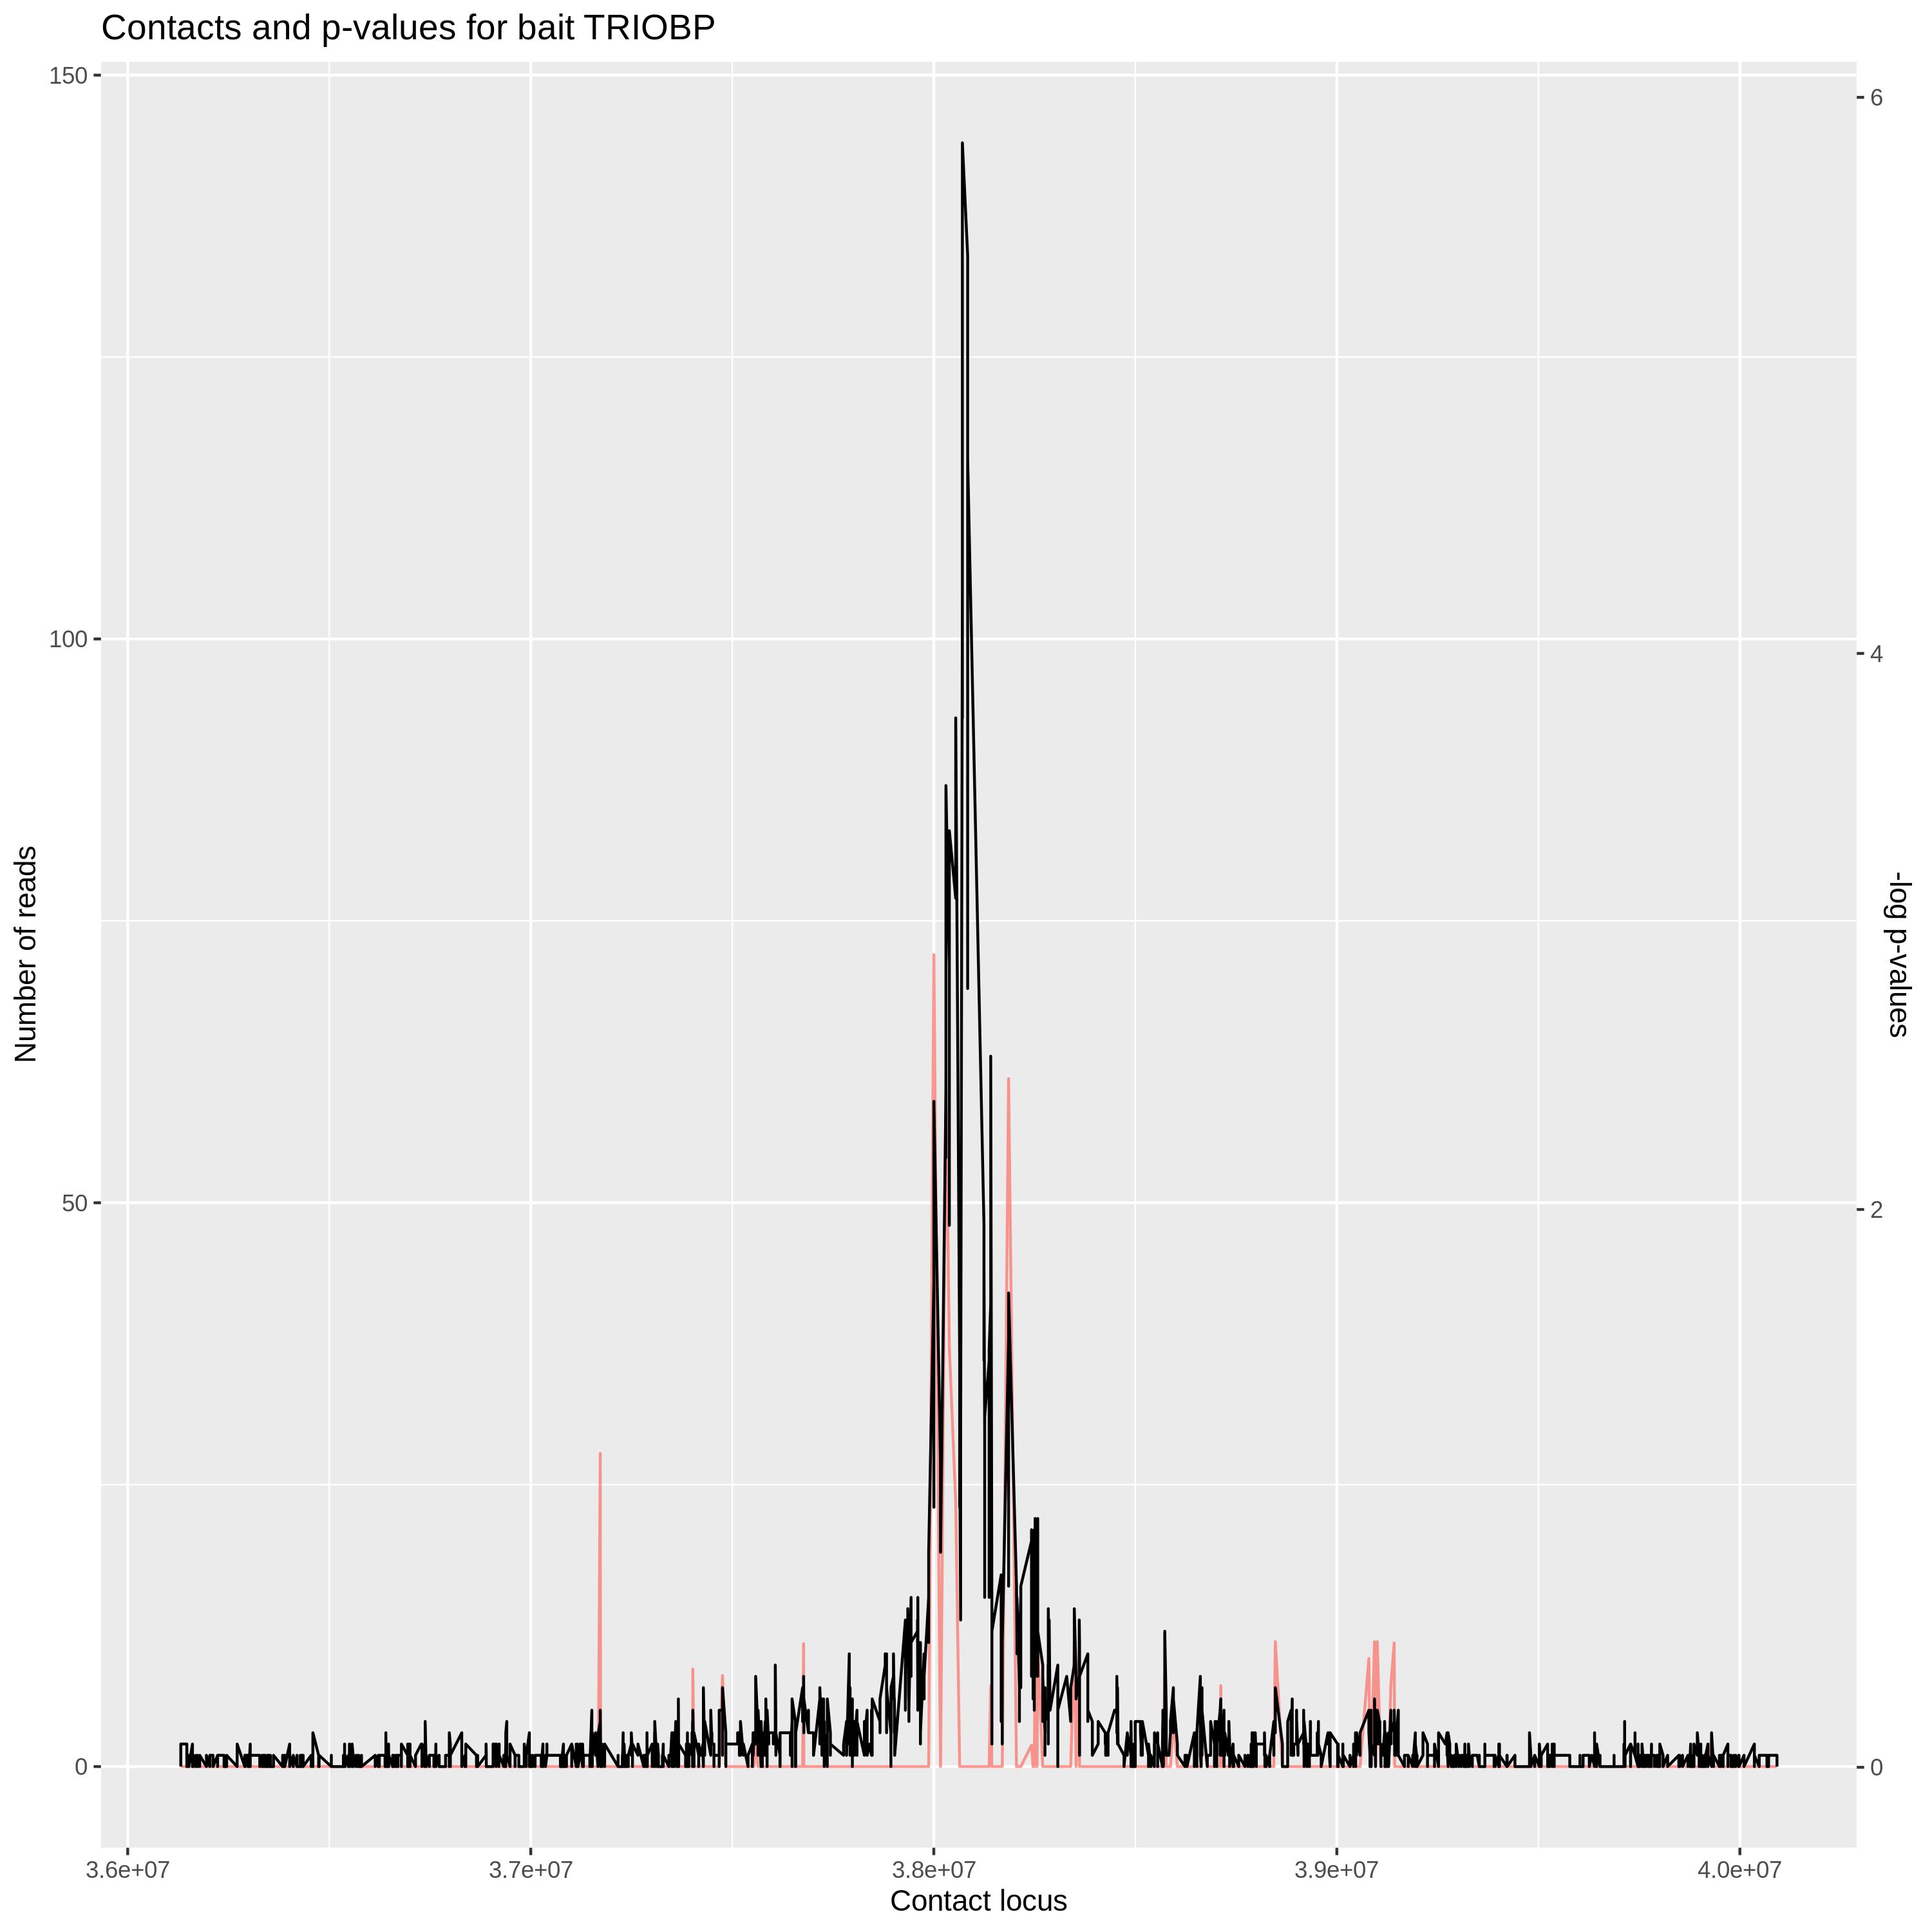 Contacts and p-values for bait TRIOBP
150
100
50
0
Number of reads
6
4
2
0
-log p-values
3.6e+07
3.7e+07
3.8e+07
3.9e+07
4.0e+07
Contact locus